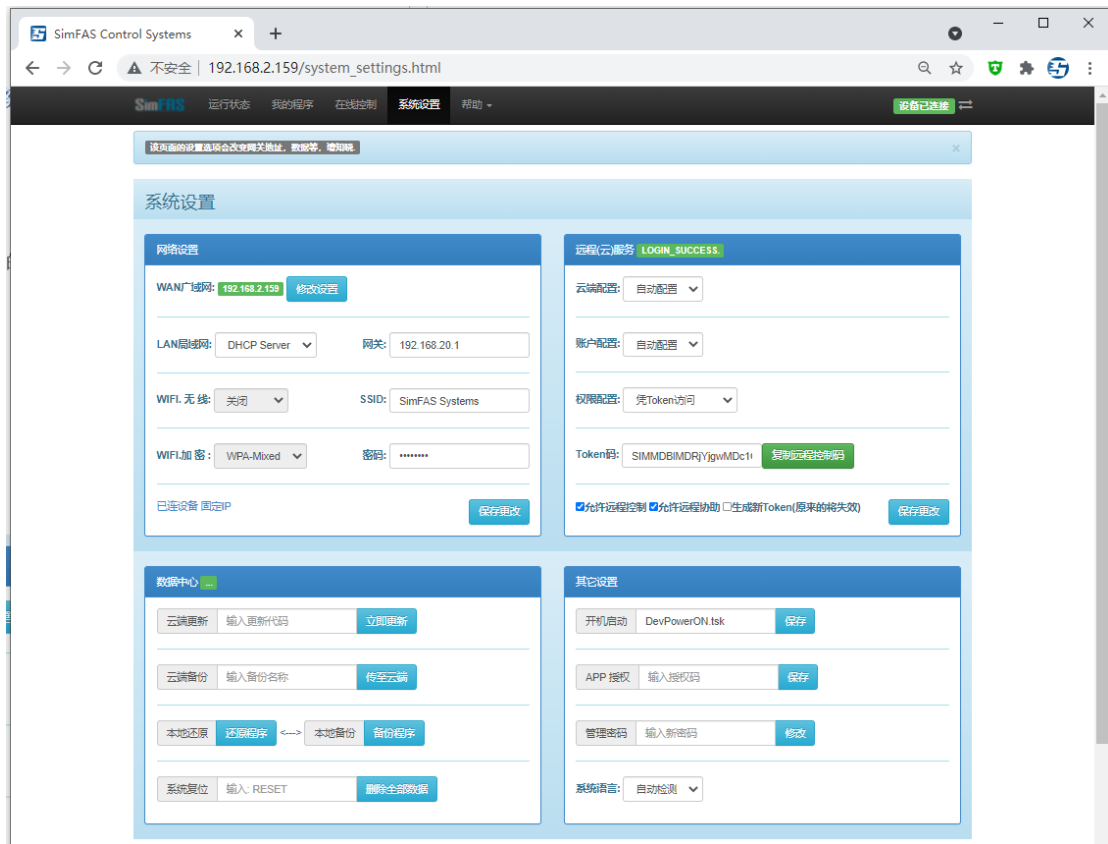 SimFAS Control Systems
不安全 192.168.2.159/system_settings.html
SimFAS 运行状态 我的程序 在线控制 系统设置 帮助 设备已连接
该页面的设置选项会改变网关地址，数据等，请知晓.
系统设置
网络设置
WAN广域网: 192.168.2.159 修改设置
LAN局域网: DHCP Server 网关: 192.168.20.1
WIFI.无 线: 关闭 SSID: SimFAS Systems
WIFI.加 密: WPA-Mixed 密码: ••••••••
已连设备 固定IP 保存更改
远程(云)服务 LOGIN_SUCCESS.
云端配置: 自动配置
账户配置: 自动配置
权限配置: 凭Token访问
Token码: SIMMDBIMDRjYjgwMDc1 复制远程控制码
允许远程控制 允许远程协助 生成新Token(原来的将失效) 保存更改
数据中心 ...
云端更新 输入更新代码 立即更新
云端备份 输入备份名称 传至云端
本地还原 还原程序 <---> 本地备份 备份程序
系统复位 输入: RESET 删除全部数据
其它设置
开机启动 DevPowerON.tsk 保存
APP 授权 输入授权码 保存
管理密码 输入新密码 修改
系统语言: 自动检测